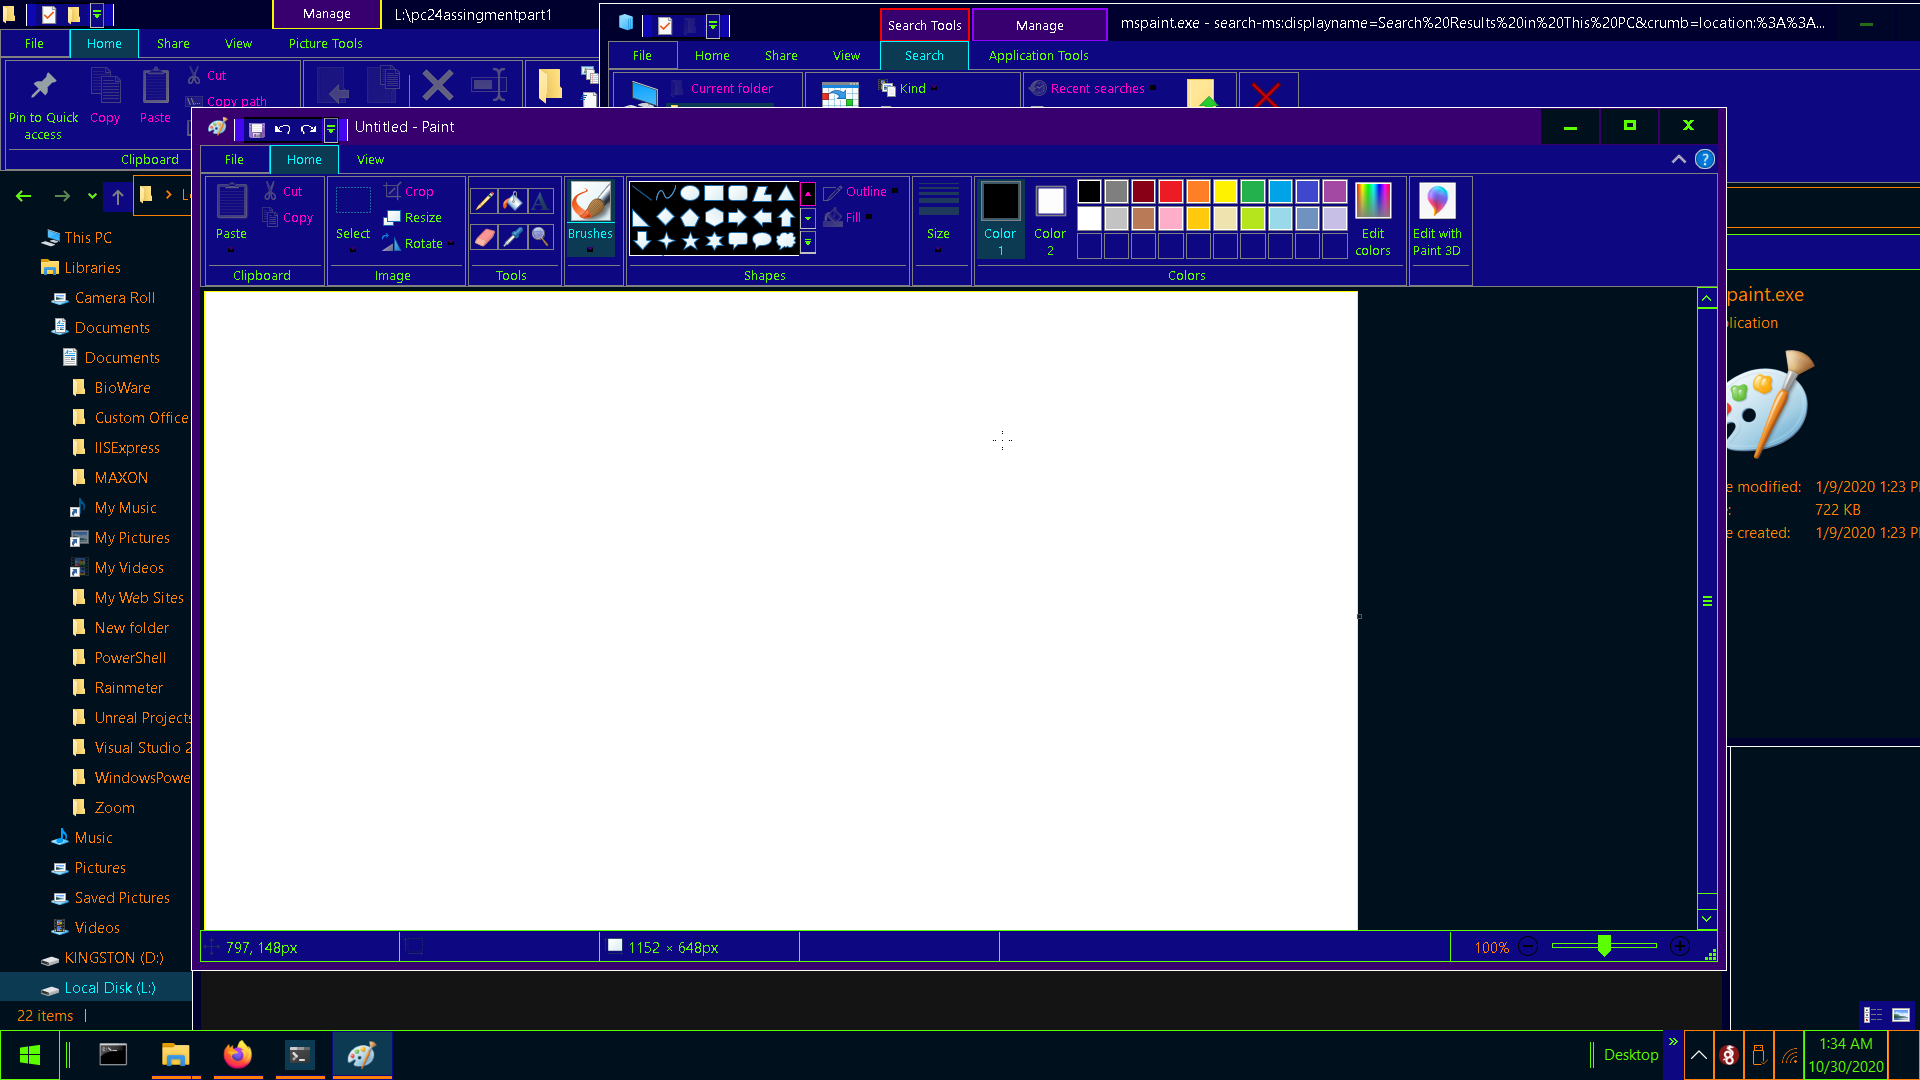 Manage
L:\pc24assingmentpart1
File
Home
Share
View
Picture Tools
Search Tools
Manage
mspaint.exe - search-ms:displayname=Search%20Results%20in%20This%20PC&crumb=location:%3A%3A...
File
Home
Share
View
Search
Application Tools
Pin to Quick
access
Copy
Paste
Cut
Copy path
Clipboard
Current folder
Kind
Recent searches
Untitled - Paint
File
Home
View
Paste
Cut
Copy
Clipboard
Select
Crop
Resize
Rotate
Image
Tools
Brushes
Outline
Fill
Shapes
Size
Color
1
Color
2
Edit
colors
Colors
Edit with
Paint 3D
This PC
Libraries
Camera Roll
Documents
Documents
BioWare
Custom Office
IISExpress
MAXON
My Music
My Pictures
My Videos
My Web Sites
New folder
PowerShell
Rainmeter
Unreal Projects
Visual Studio 2
WindowsPowe
Zoom
Music
Pictures
Saved Pictures
Videos
KINGSTON (D:)
Local Disk (L:)
22 items
paint.exe
lication
e modified: 1/9/2020 1:23 P
: 722 KB
e created: 1/9/2020 1:23 P
797, 148px
1152 × 648px
100%
Desktop
1:34 AM
10/30/2020